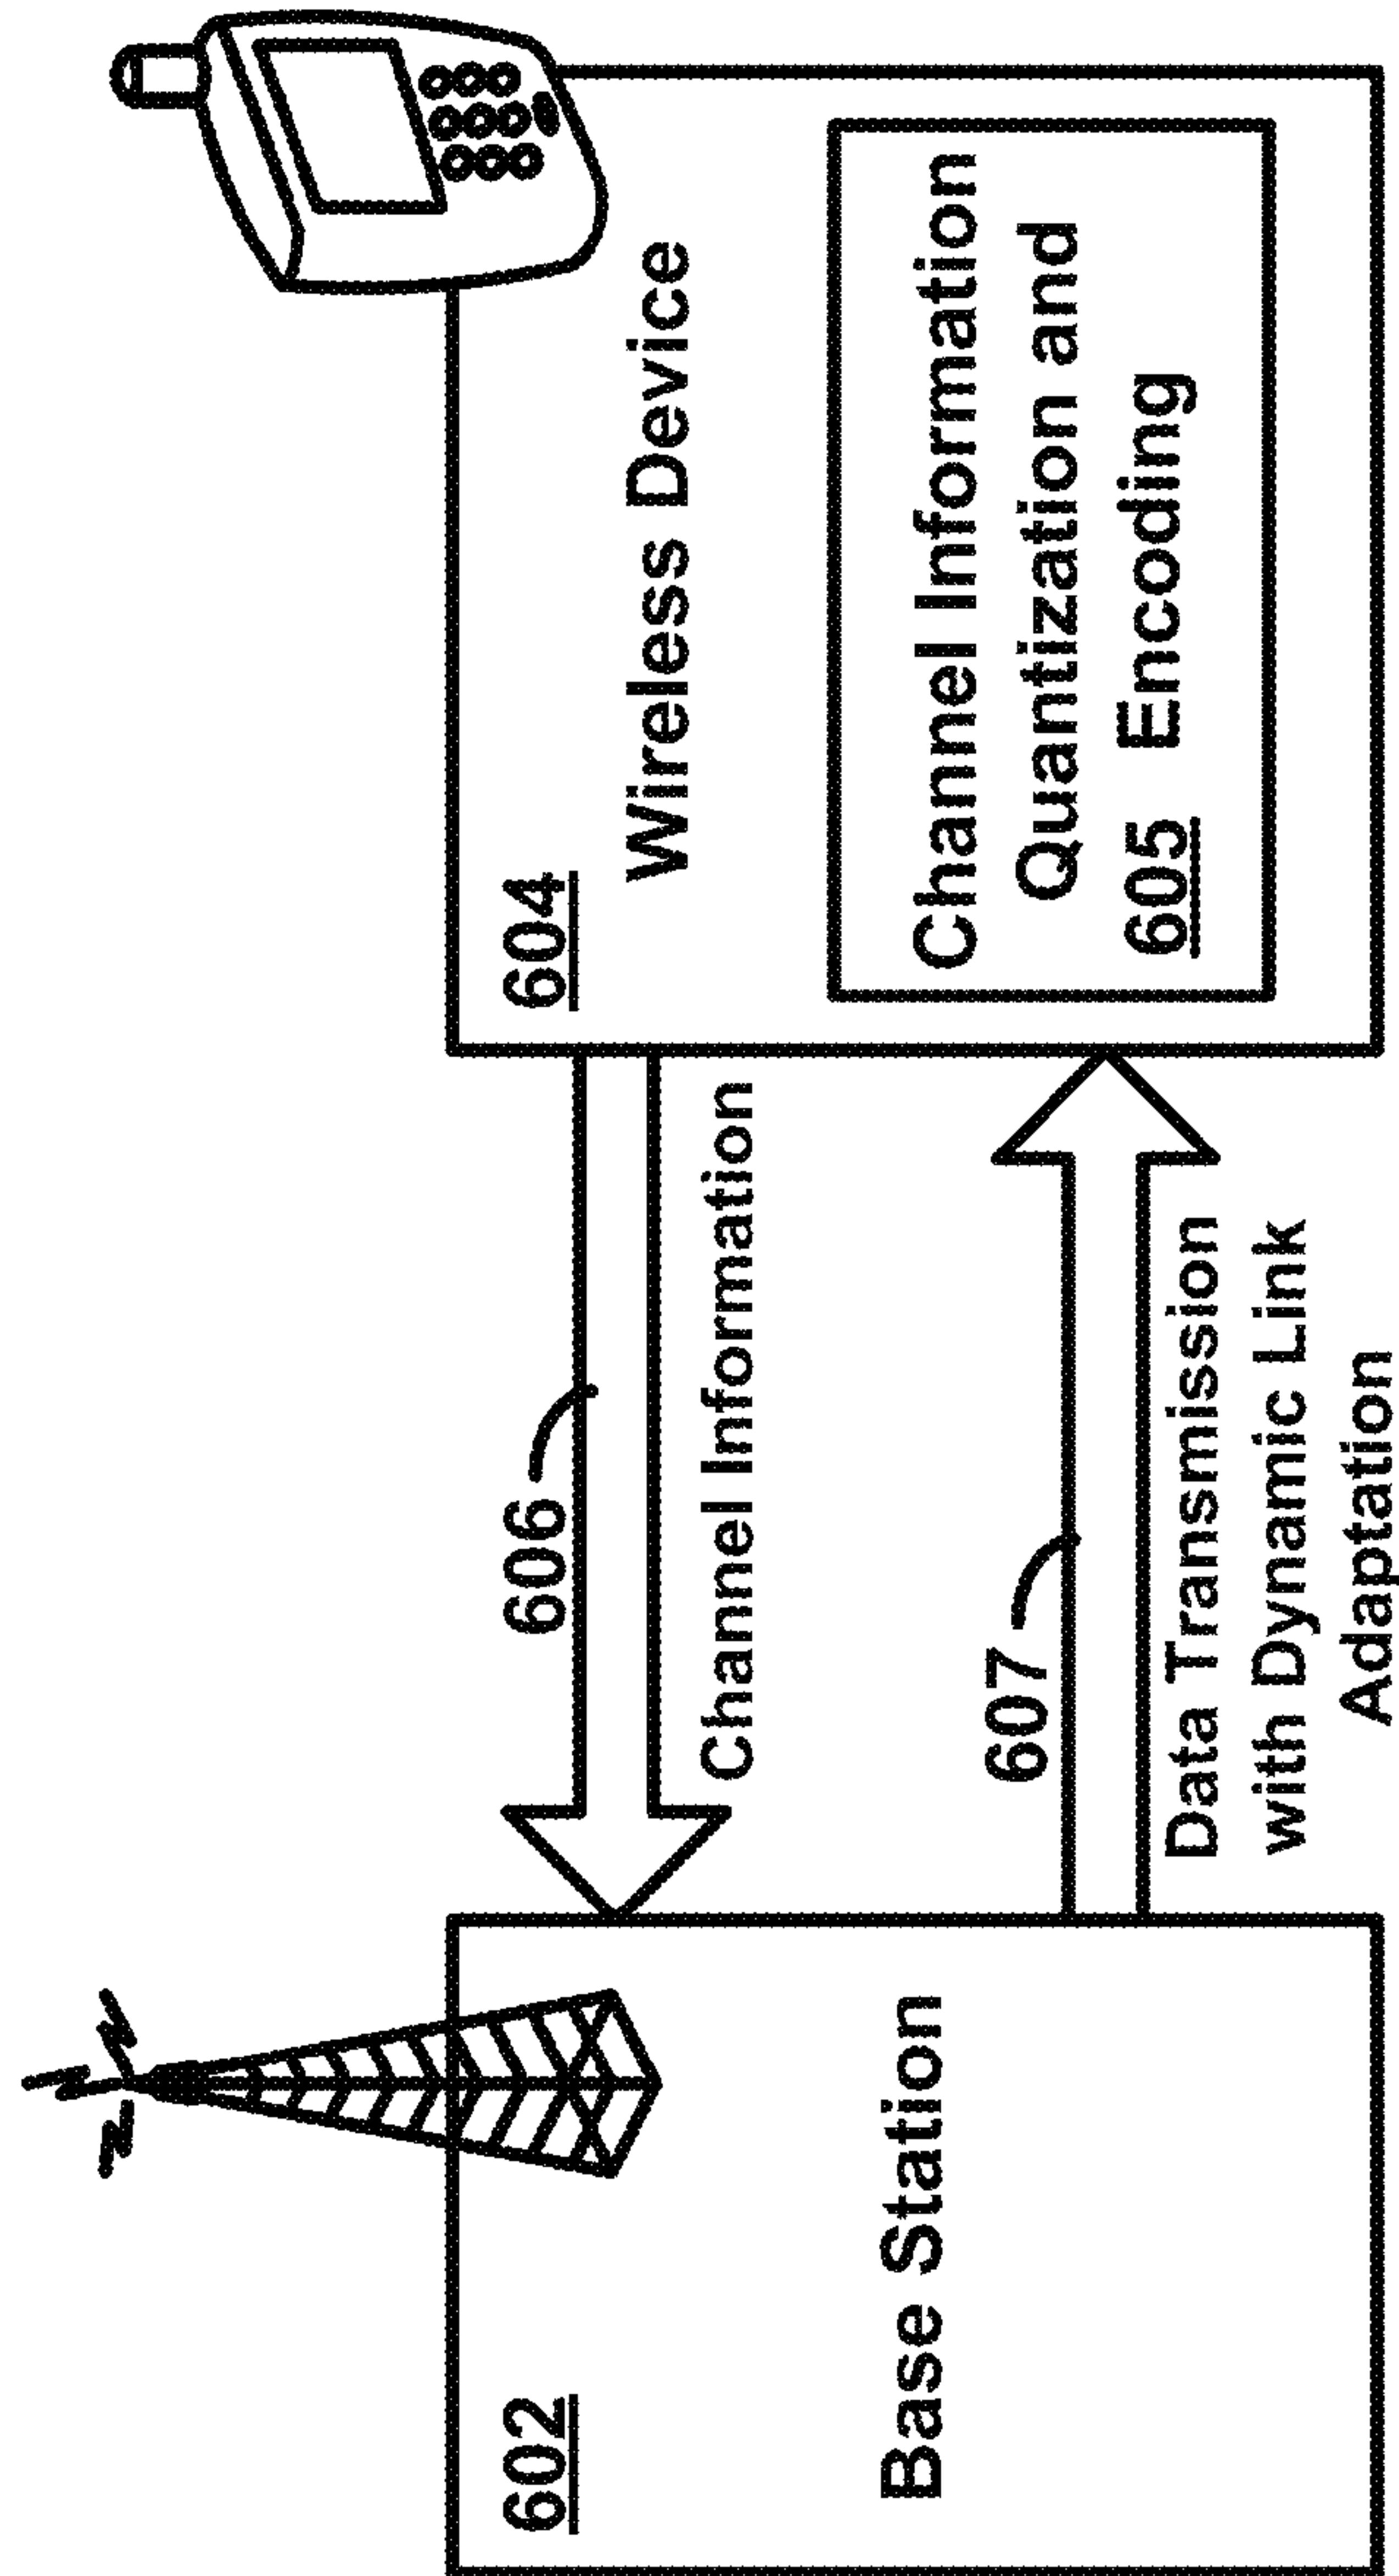 602
Base Station
606
Channel Information
607
Data Transmission
with Dynamic Link
Adaptation
604
Wireless Device
Channel Information
Quantization and
605 Encoding